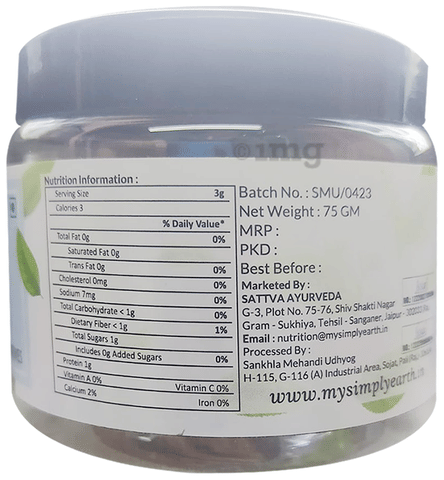 1mg
Nutrition Information :
Serving Size 3g
Calories 3
% Daily Value*
Total Fat 0g 0%
Saturated Fat 0g 0%
Trans Fat 0g
Cholesterol 0mg 0%
Sodium 7mg 0%
Total Carbohydrate < 1g 0%
Dietary Fiber < 1g 1%
Total Sugars 1g
Includes 0g Added Sugars 0%
Protein 1g
Vitamin A 0% Vitamin C 0%
Calcium 2% Iron 0%
Batch No. : SMU/0423
Net Weight : 75 GM
MRP :
PKD :
Best Before :
Marketed By :
SATTVA AYURVEDA
G-3, Plot No. 75-76, Shiv Shakti Nagar
Gram - Sukhiya, Tehsil - Sanganer, Jaipur -
Email : nutrition@mysimplyearth.in
Processed By :
Sankhla Mehandi Udhyog
H-115, G-116 (A) Industrial Area, Sojat,
www.mysimplyearth.in